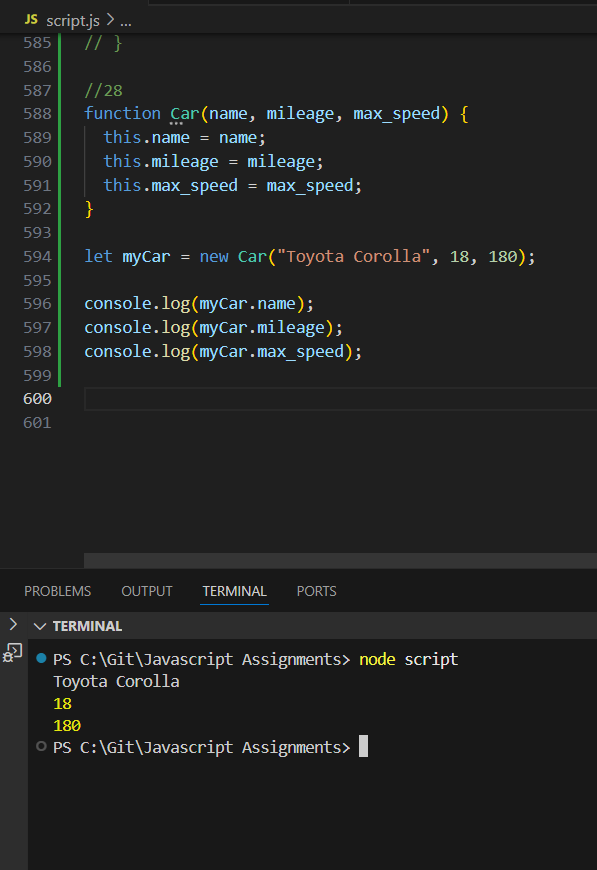 JS script.js > ...
585 // }
586
587 //28
588 function Car(name, mileage, max_speed) {
589 this.name = name;
590 this.mileage = mileage;
591 this.max_speed = max_speed;
592 }
593
594 let myCar = new Car("Toyota Corolla", 18, 180);
595
596 console.log(myCar.name);
597 console.log(myCar.mileage);
598 console.log(myCar.max_speed);
599
600
601
PROBLEMS OUTPUT TERMINAL PORTS
TERMINAL
PS C:\Git\Javascript Assignments> node script
Toyota Corolla
18
180
PS C:\Git\Javascript Assignments>